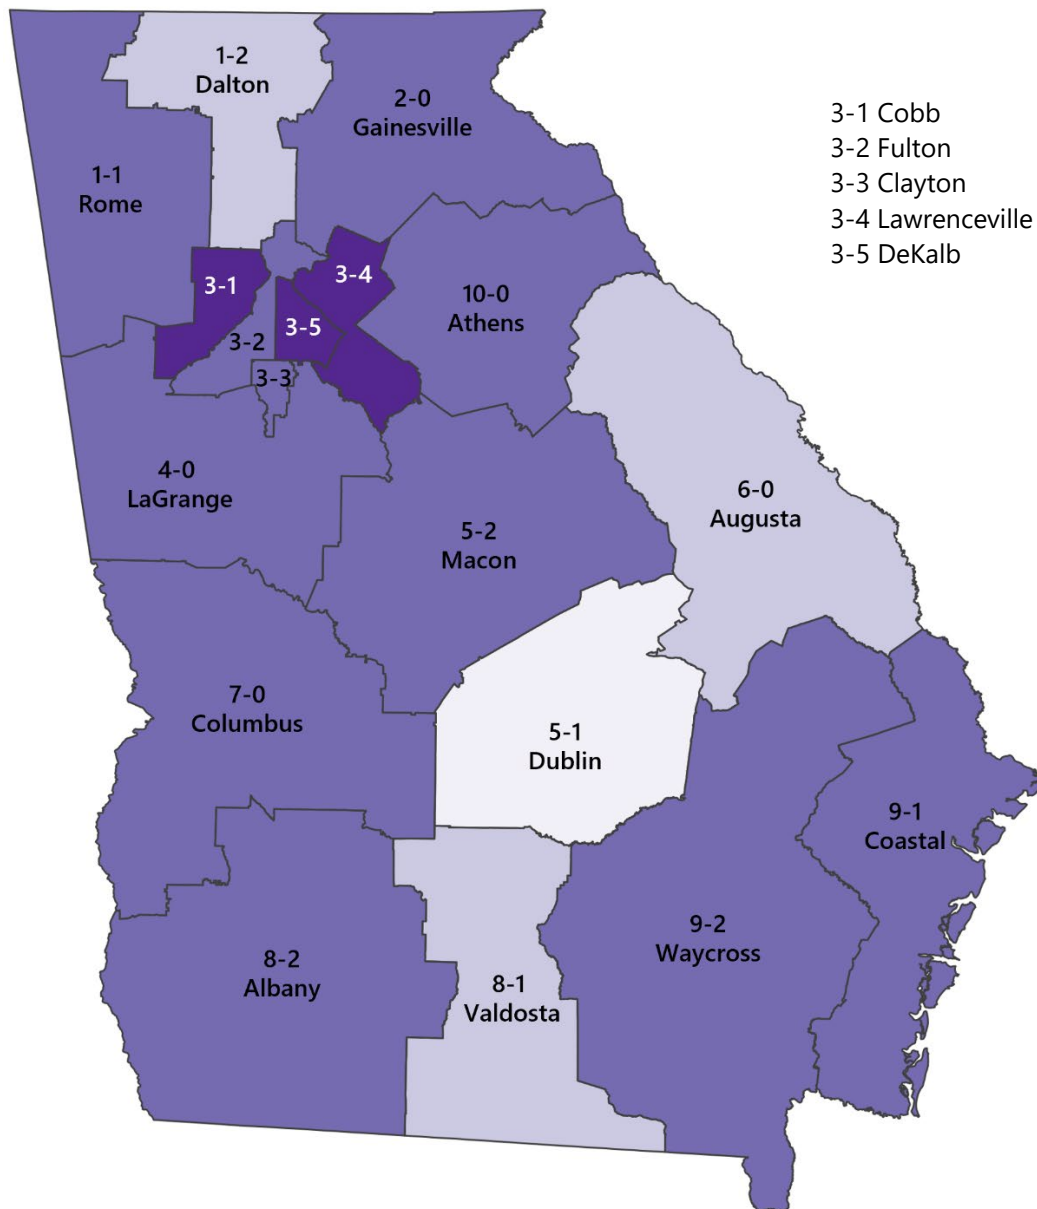 1-2
Dalton
2-0
Gainesville
3-1 Cobb
3-2 Fulton
3-3 Clayton
3-4 Lawrenceville
3-5 DeKalb
1-1
Rome
3-1
3-4
10-0
Athens
3-2
3-5
3-3
4-0
LaGrange
6-0
Augusta
5-2
Macon
7-0
Columbus
5-1
Dublin
9-1
Coastal
9-2
Waycross
8-2
Albany
8-1
Valdosta